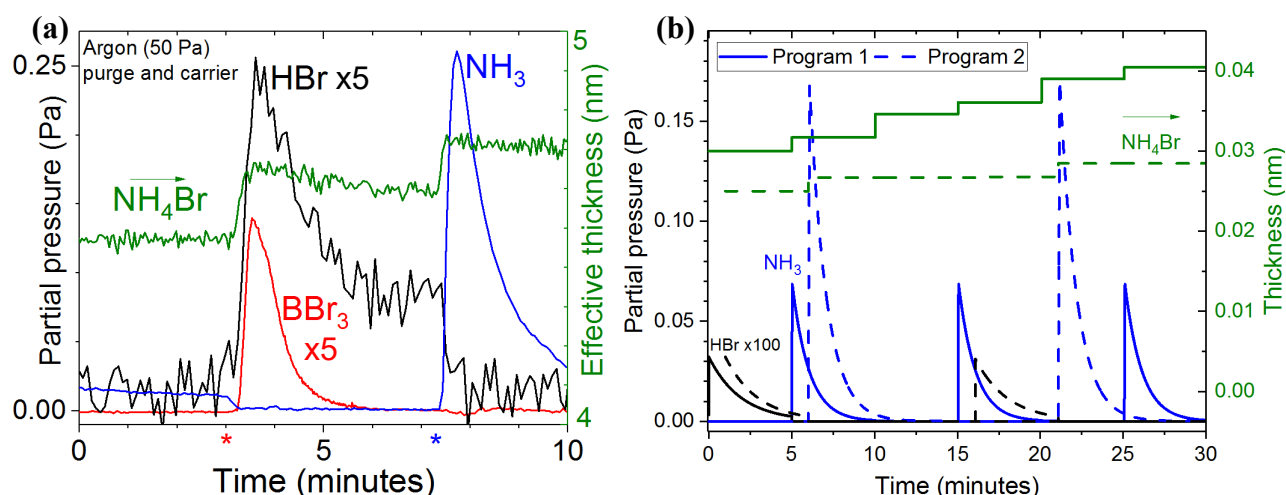 (a)
Argon (50 Pa)
purge and carrier
HBr x5
NH₃
NH₄Br
BBr₃
x5
0.25
0.00
Partial pressure (Pa)
5
4
Effective thickness (nm)
0 * 5 * 10
Time (minutes)
(b)
Program 1 Program 2
NH₄Br
NH₃
HBr x100
0.15
0.10
0.05
0.00
Partial pressure (Pa)
0.04
0.03
0.02
0.01
0.00
Thickness (nm)
0 5 10 15 20 25 30
Time (minutes)